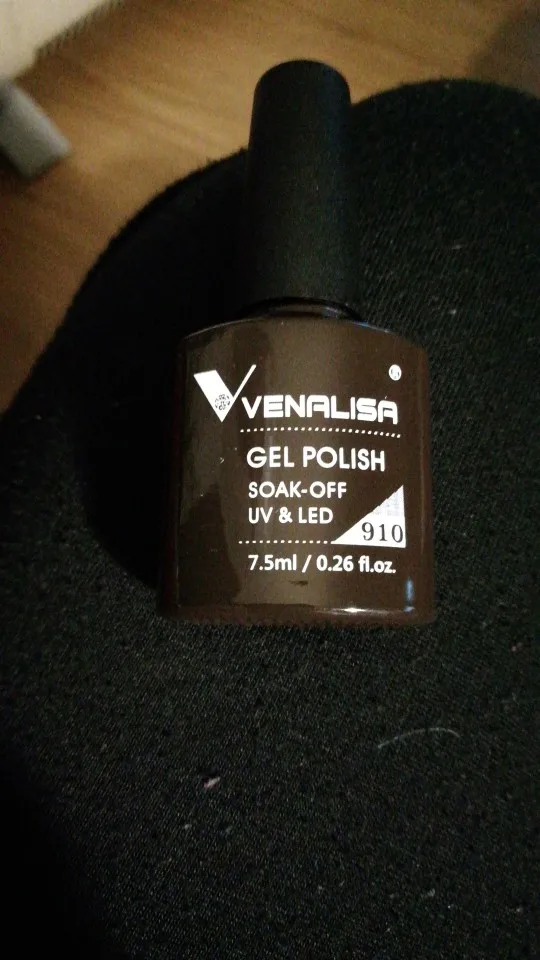 ®
VENALISA
GEL POLISH
SOAK-OFF
UV & LED
910
7.5ml / 0.26 fl.oz.